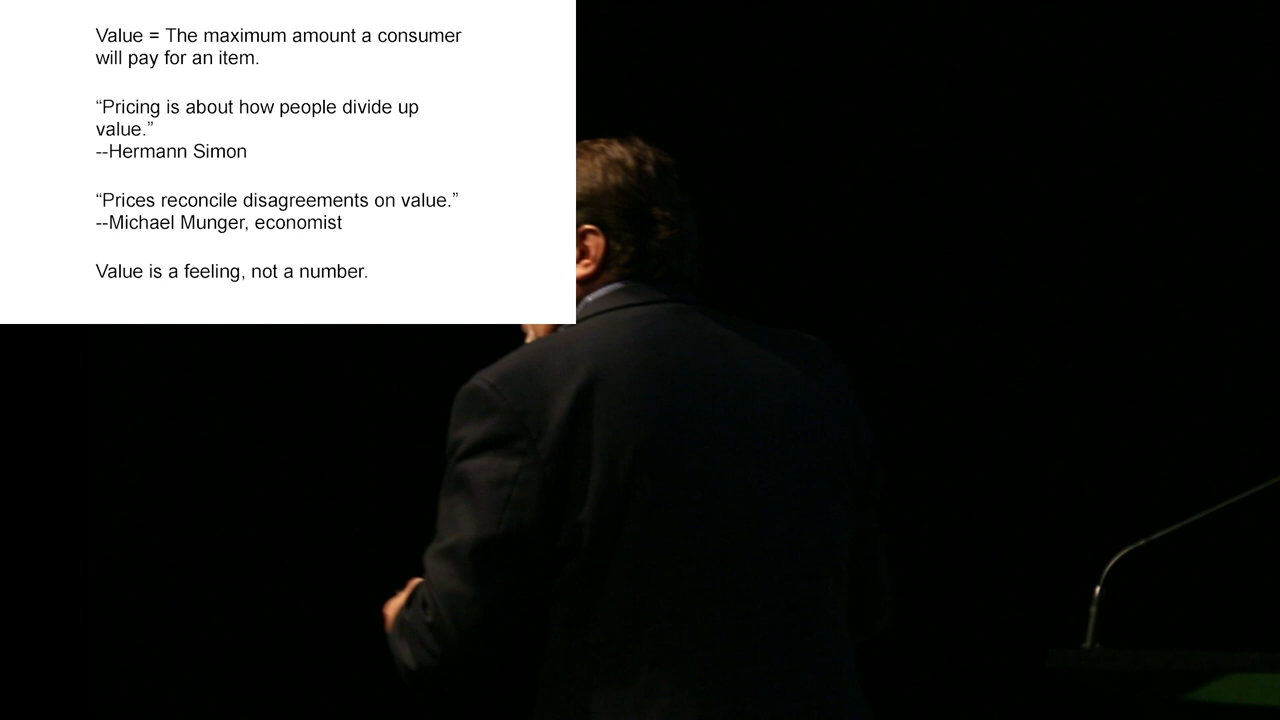 Value = The maximum amount a consumer
will pay for an item.
“Pricing is about how people divide up
value.”
--Hermann Simon
“Prices reconcile disagreements on value.”
--Michael Munger, economist
Value is a feeling, not a number.